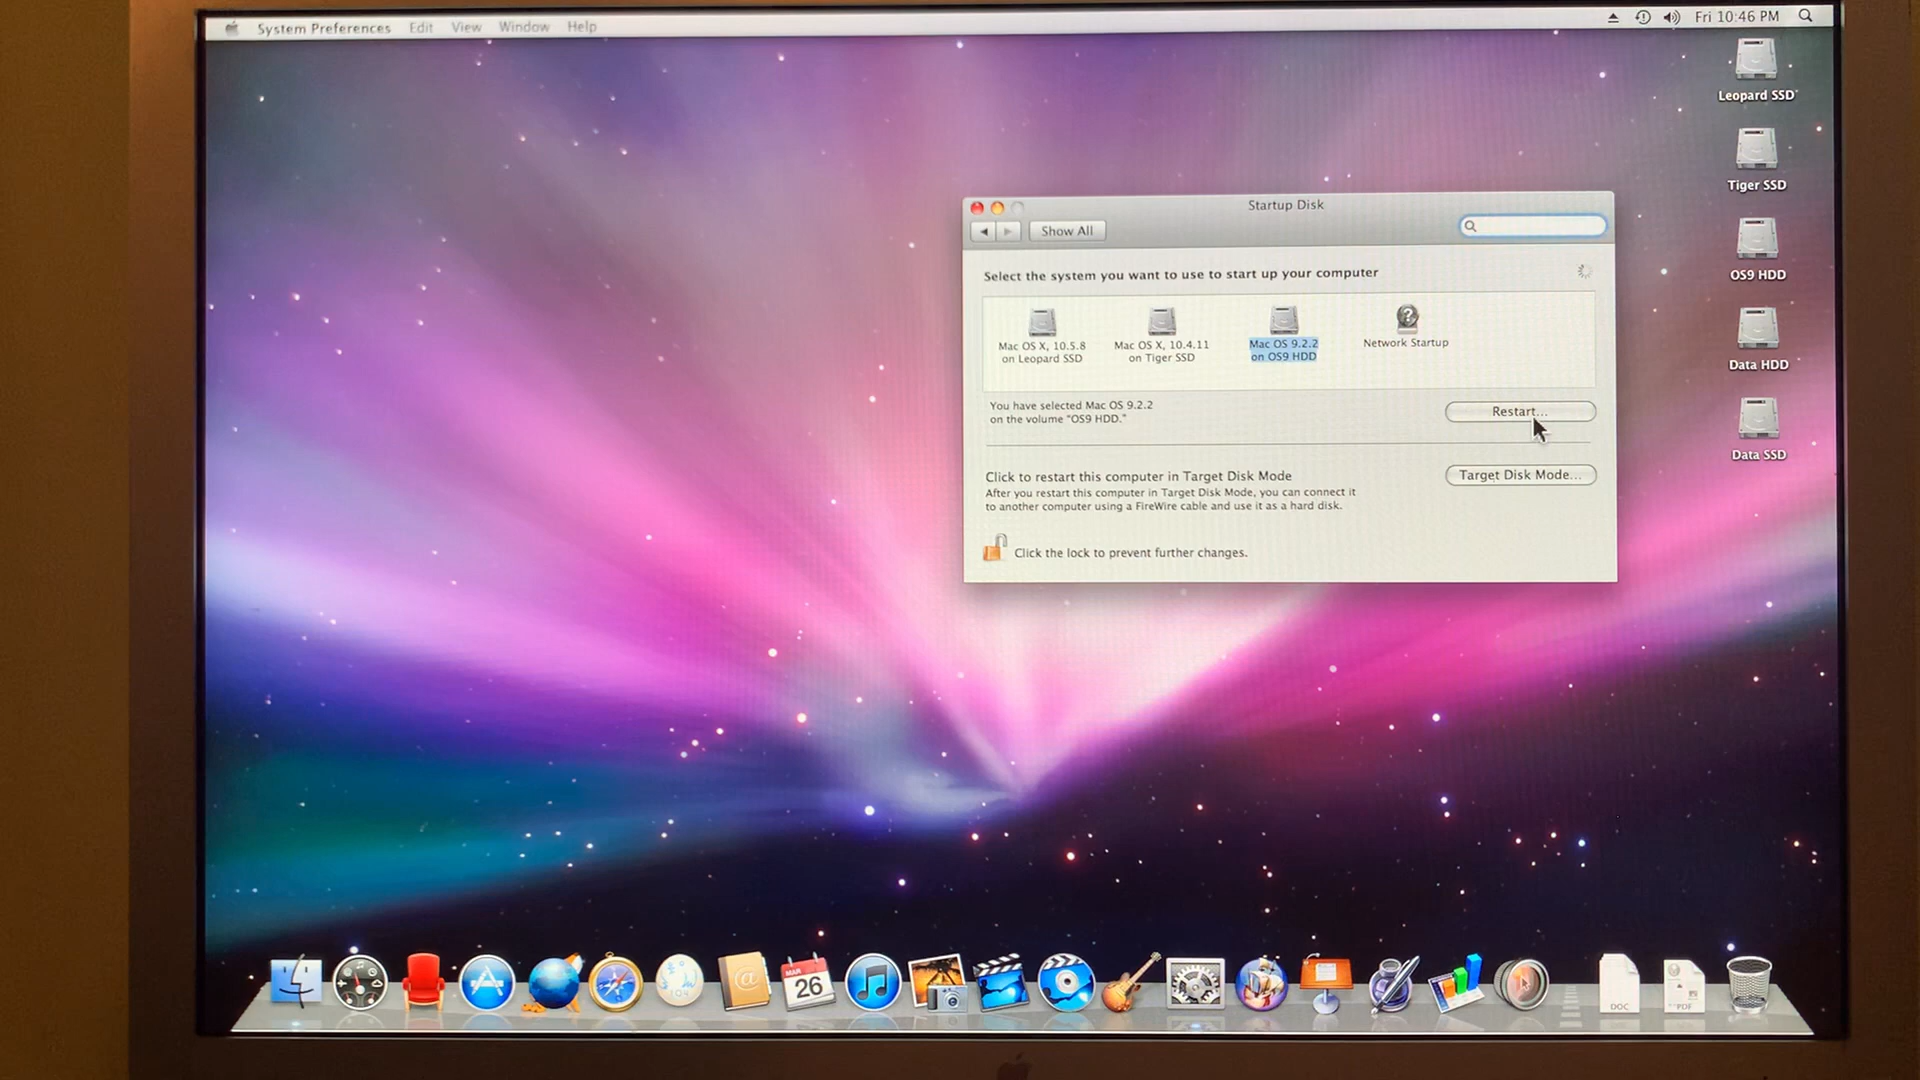 System Preferences Edit View Window Help
Fri 10:46 PM
Leopard SSD
Tiger SSD
OS9 HDD
Data HDD
Data SSD
Startup Disk
Show All
Select the system you want to use to start up your computer
Mac OS X, 10.5.8
on Leopard SSD
Mac OS X, 10.4.11
on Tiger SSD
Mac OS 9.2.2
on OS9 HDD
Network Startup
You have selected Mac OS 9.2.2
on the volume "OS9 HDD."
Restart...
Click to restart this computer in Target Disk Mode
After you restart this computer in Target Disk Mode, you can connect it
to another computer using a FireWire cable and use it as a hard disk.
Target Disk Mode...
Click the lock to prevent further changes.
MAR
26
DOC
PDF